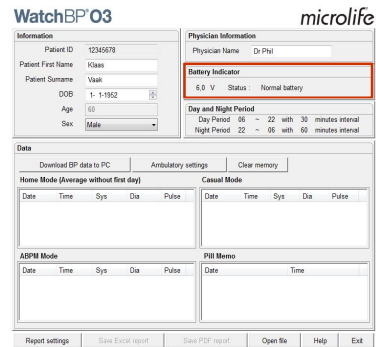 WatchBP®O3
microlife
Information
Patient ID 12345678
Patient First Name Klaas
Patient Surname Vaak
DOB 1- 1-1952
Age 60
Sex Male
Physician Information
Physician Name Dr Phil
Battery Indicator
6,0 V Status : Normal battery
Day and Night Period
Day Period 06 ~ 22 with 30 minutes interval
Night Period 22 ~ 06 with 60 minutes interval
Data
Download BP data to PC Ambulatory settings Clear memory
Home Mode (Average without first day)
Date Time Sys Dia Pulse
Casual Mode
Date Time Sys Dia Pulse
ABPM Mode
Date Time Sys Dia Pulse
Pill Memo
Date Time
Report settings Save Excel report Save PDF report Open file Help Exit